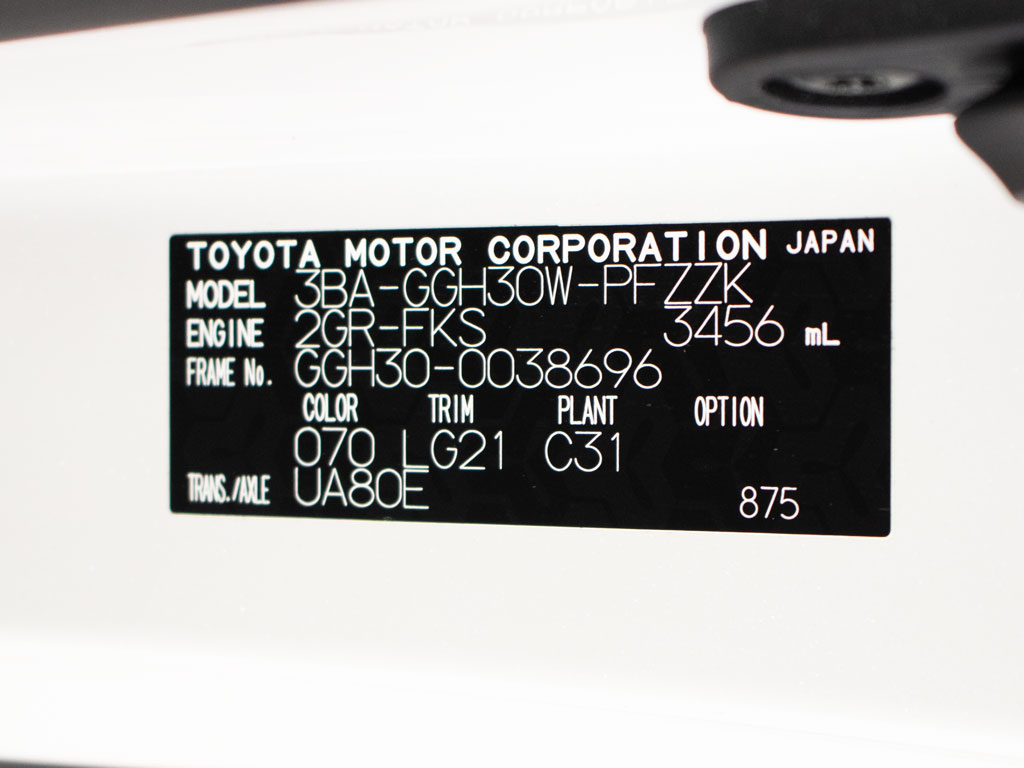 TOYOTA MOTOR CORPORATION JAPAN
MODEL 3BA-GGH30W-PFZZK
ENGINE 2GR-FKS 3456 mL
FRAME No. GGH30-0038696
COLOR TRIM PLANT OPTION
070 LG21 C31
TRANS./AXLE UA80E 875